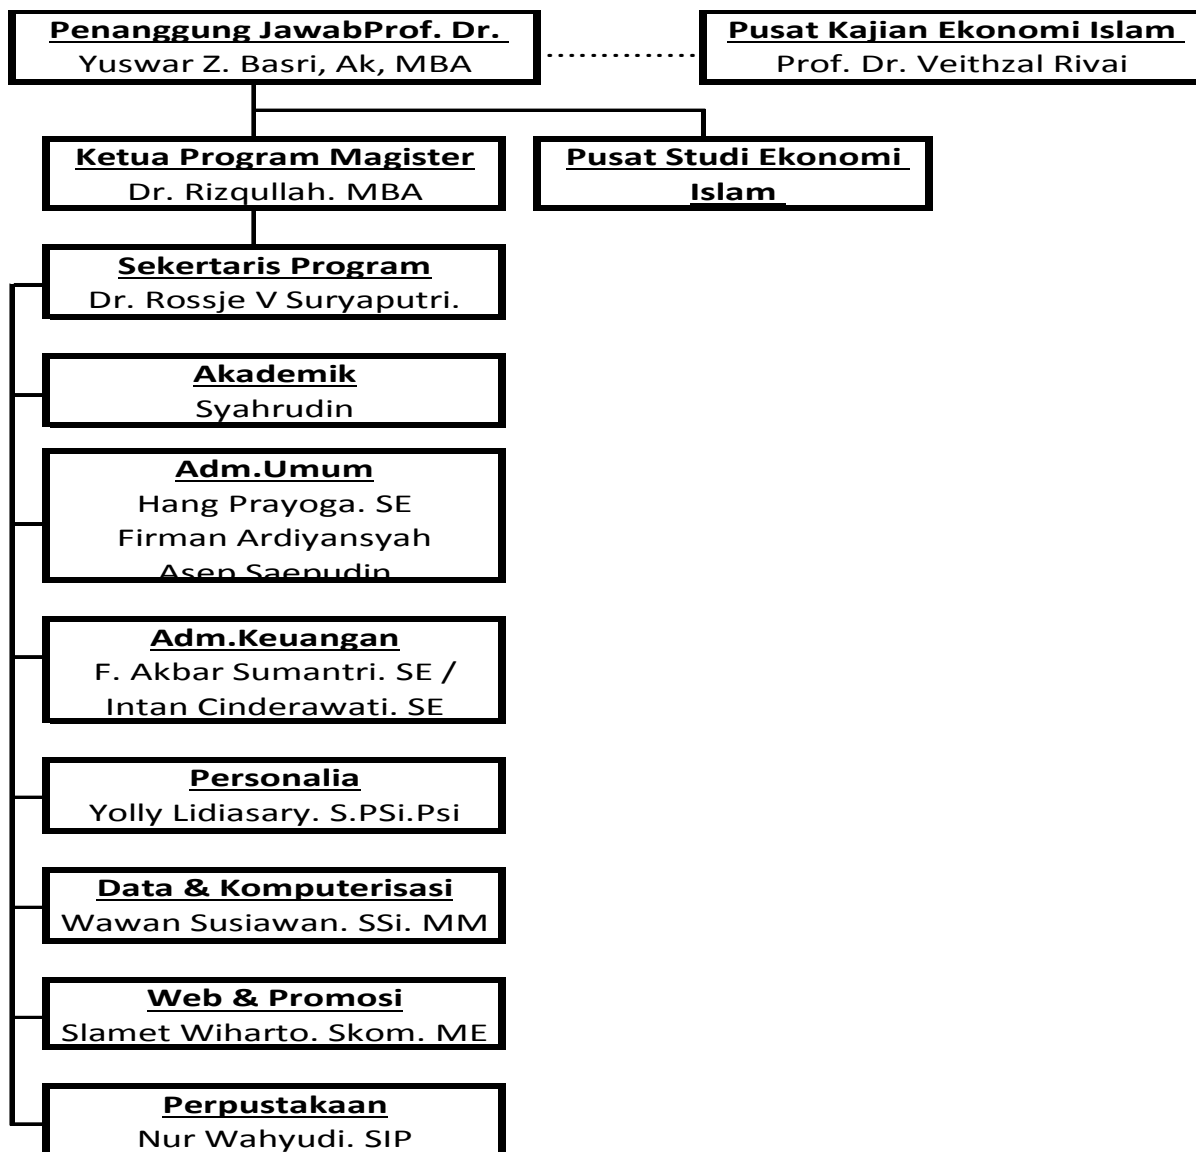 Penanggung JawabProf. Dr.
Yuswar Z. Basri, Ak, MBA
Pusat Kajian Ekonomi Islam
Prof. Dr. Veithzal Rivai
Ketua Program Magister
Dr. Rizqullah. MBA
Pusat Studi Ekonomi
Islam
Sekertaris Program
Dr. Rossje V Suryaputri.
Akademik
Syahrudin
Adm.Umum
Hang Prayoga. SE
Firman Ardiyansyah
Asep Saepudin
Adm.Keuangan
F. Akbar Sumantri. SE /
Intan Cinderawati. SE
Personalia
Yolly Lidiasary. S.PSi.Psi
Data & Komputerisasi
Wawan Susiawan. SSi. MM
Web & Promosi
Slamet Wiharto. Skom. ME
Perpustakaan
Nur Wahyudi. SIP